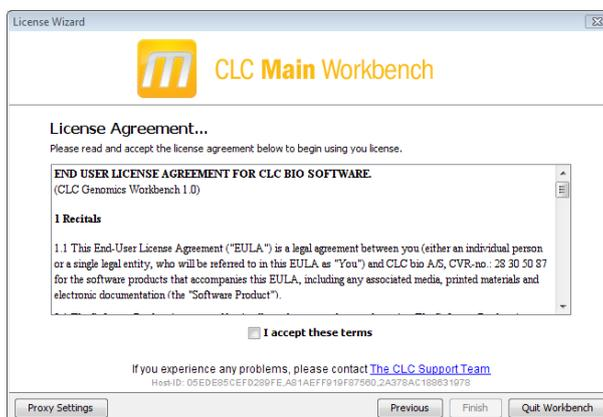 License Wizard
CLC Main Workbench
License Agreement...
Please read and accept the license agreement below to begin using you license.
END USER LICENSE AGREEMENT FOR CLC BIO SOFTWARE.
(CLC Genomics Workbench 1.0)
1 Recitals
1.1 This End-User License Agreement ("EULA") is a legal agreement between you (either an individual person
or a single legal entity, who will be referred to in this EULA as "You") and CLC bio A/S, CVR-no.: 28 30 50 87
for the software products that accompanies this EULA, including any associated media, printed materials and
electronic documentation (the "Software Product").
I accept these terms
If you experience any problems, please contact The CLC Support Team
Host-ID: 05EDE85CEFD289FE,A81AEFF919F87560,2A378AC188631978
Proxy Settings
Previous
Finish
Quit Workbench